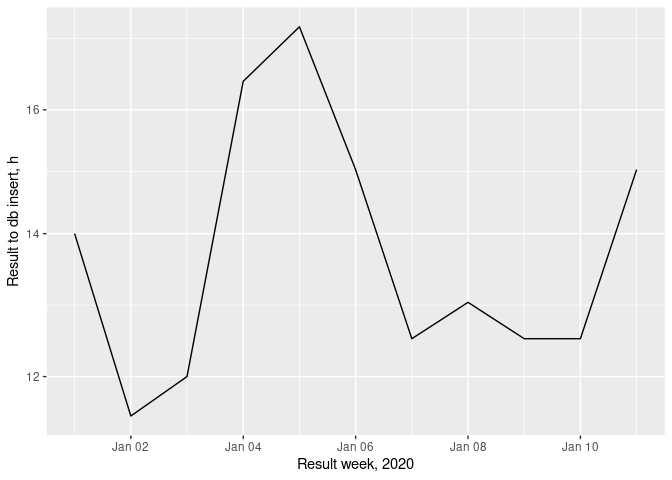 Result to db insert, h
16
14
12
Jan 02 Jan 04 Jan 06 Jan 08 Jan 10
Result week, 2020